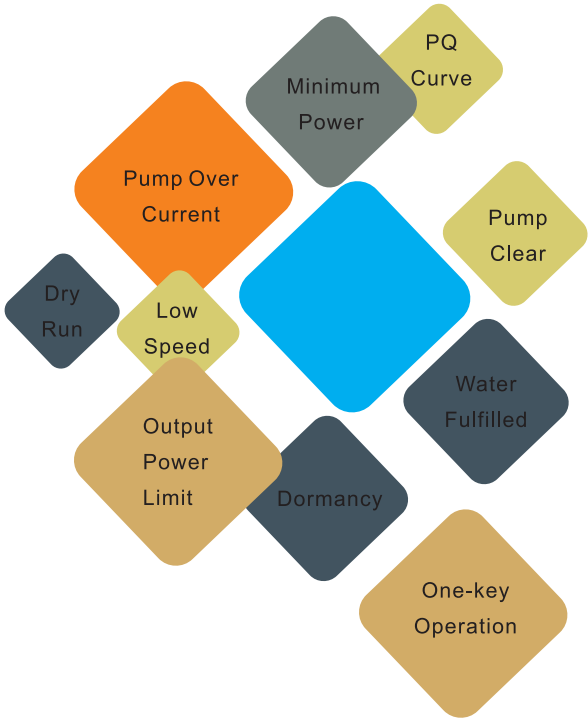 PQ
Curve
Minimum
Power
Pump Over
Current
Pump
Clear
Dry
Run
Low
Speed
Water
Fulfilled
Output
Power
Limit
Dormancy
One-key
Operation